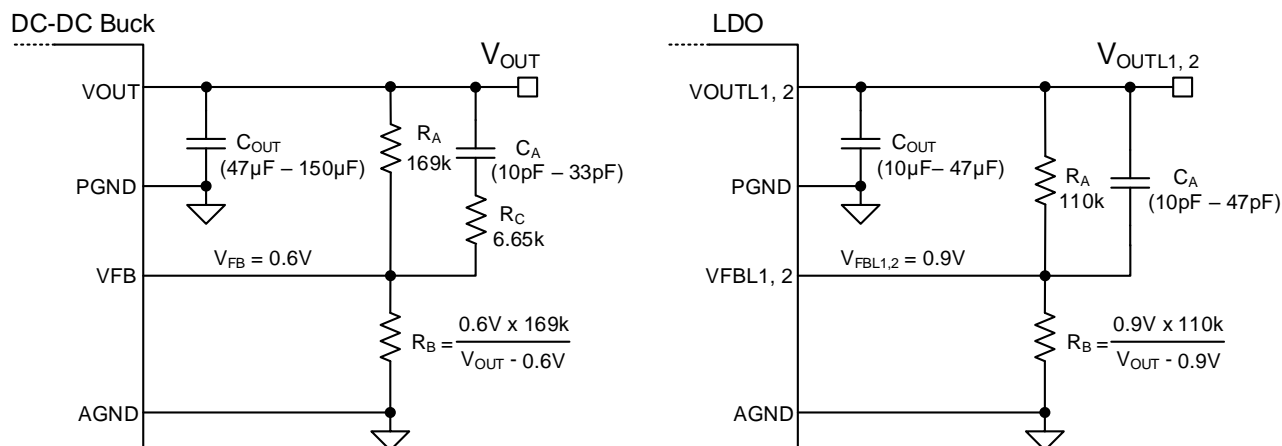 DC-DC Buck
VOUT
VOUT
COUT
(47µF – 150µF)
RA
169k
CA
(10pF – 33pF)
RC
6.65k
PGND
VFB
VFB = 0.6V
RB = 0.6V x 169k
VOUT - 0.6V
AGND
LDO
VOUTL1, 2
VOUTL1, 2
COUT
(10µF – 47µF)
RA
110k
CA
(10pF – 47pF)
PGND
VFBL1, 2
VFBL1,2 = 0.9V
RB = 0.9V x 110k
VOUT - 0.9V
AGND